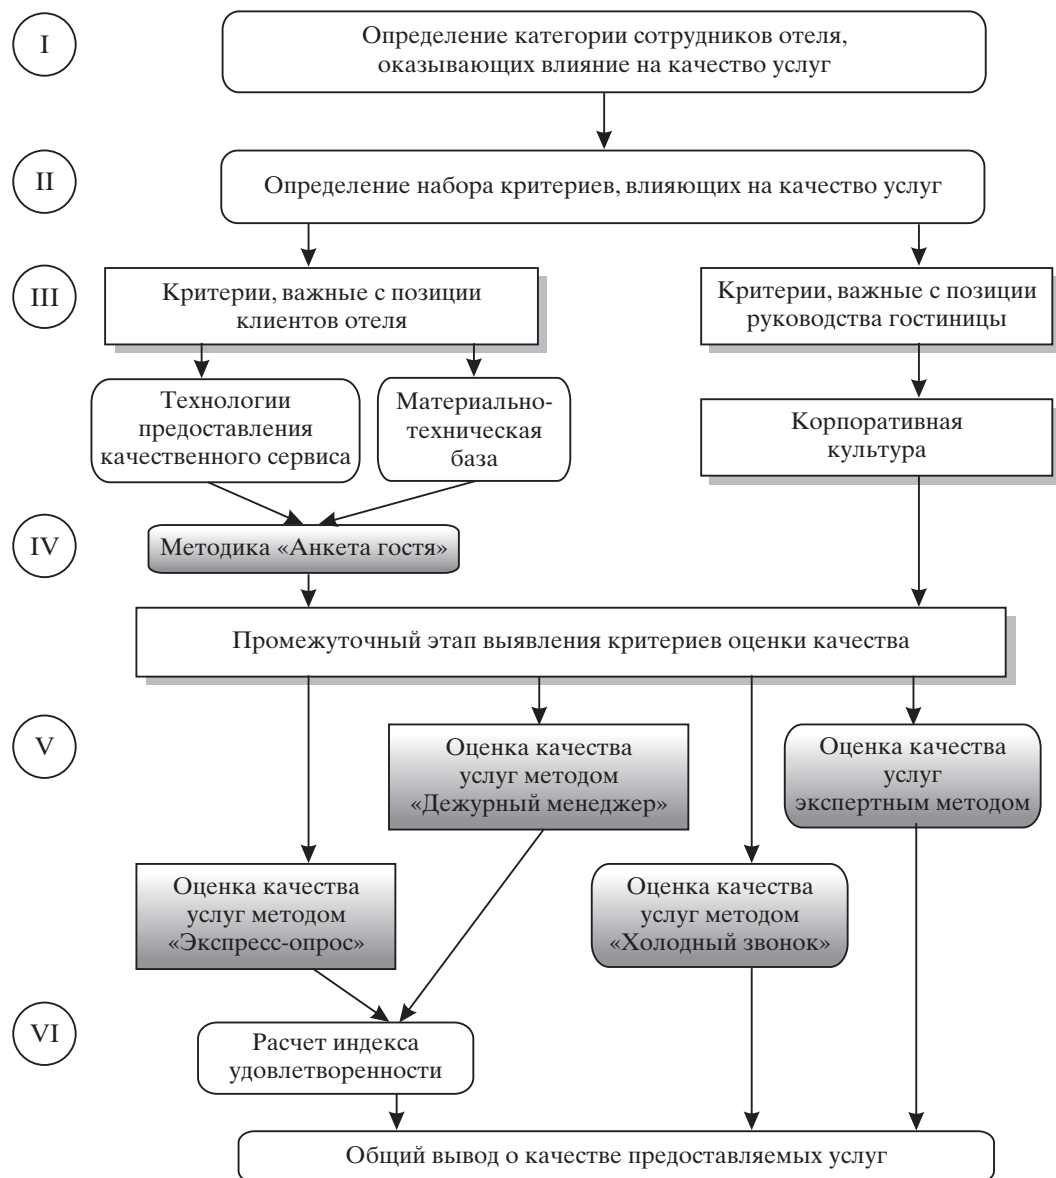 I
Определение категории сотрудников отеля,
оказывающих влияние на качество услуг
II
Определение набора критериев, влияющих на качество услуг
III
Критерии, важные с позиции
клиентов отеля
Критерии, важные с позиции
руководства гостиницы
Технологии
предоставления
качественного сервиса
Материально-
техническая
база
Корпоративная
культура
IV
Методика «Анкета гостя»
Промежуточный этап выявления критериев оценки качества
V
Оценка качества
услуг методом
«Дежурный менеджер»
Оценка качества
услуг
экспертным методом
Оценка качества
услуг методом
«Экспресс-опрос»
Оценка качества
услуг методом
«Холодный звонок»
VI
Расчет индекса
удовлетворенности
Общий вывод о качестве предоставляемых услуг